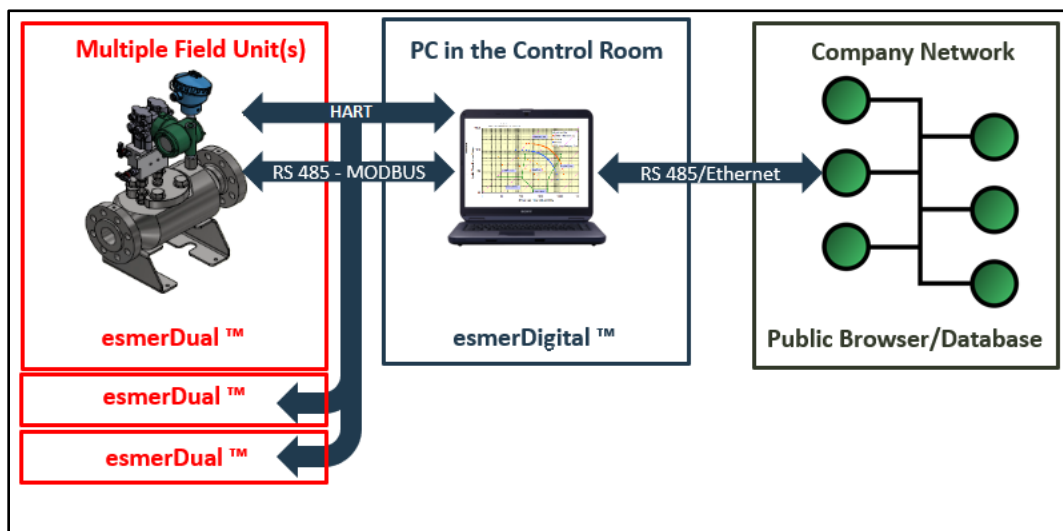 Multiple Field Unit(s)
PC in the Control Room
Company Network
HART
RS 485 - MODBUS
RS 485/Ethernet
esmerDual ™
esmerDigital ™
Public Browser/Database
esmerDual ™
esmerDual ™